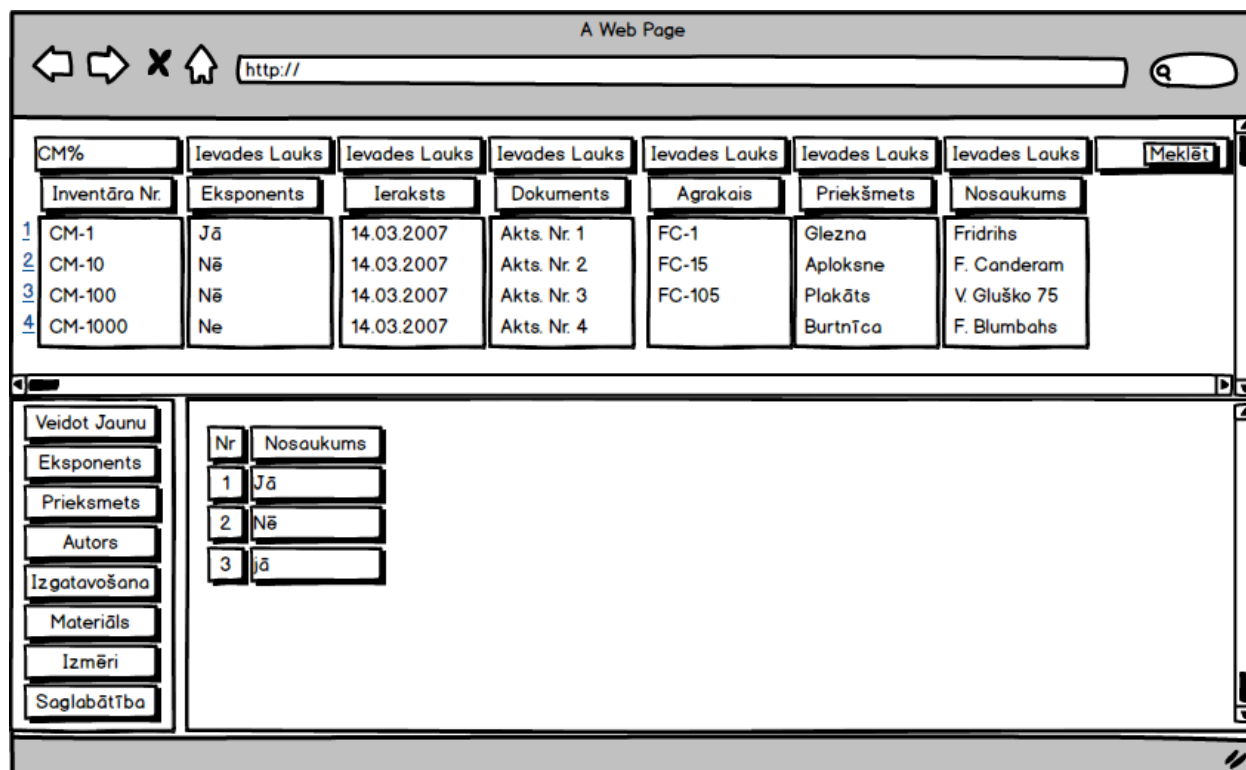 A Web Page
http://
CM% Ievades Lauks Ievades Lauks Ievades Lauks Ievades Lauks Ievades Lauks Ievades Lauks Meklēt
Inventāra Nr. Eksponents Ieraksts Dokuments Agrakais Priekšmets Nosaukums
1 CM-1 Jā 14.03.2007 Akts. Nr. 1 FC-1 Glezna Fridrihs
2 CM-10 Nē 14.03.2007 Akts. Nr. 2 FC-15 Aploksne F. Canderam
3 CM-100 Nē 14.03.2007 Akts. Nr. 3 FC-105 Plakāts V. Gluško 75
4 CM-1000 Ne 14.03.2007 Akts. Nr. 4 Burtnīca F. Blumbahs
Veidot Jaunu
Eksponents
Prieksmets
Autors
Izgatavošana
Materiāls
Izmēri
Saglabātība
Nr Nosaukums
1 Jā
2 Nē
3 jā